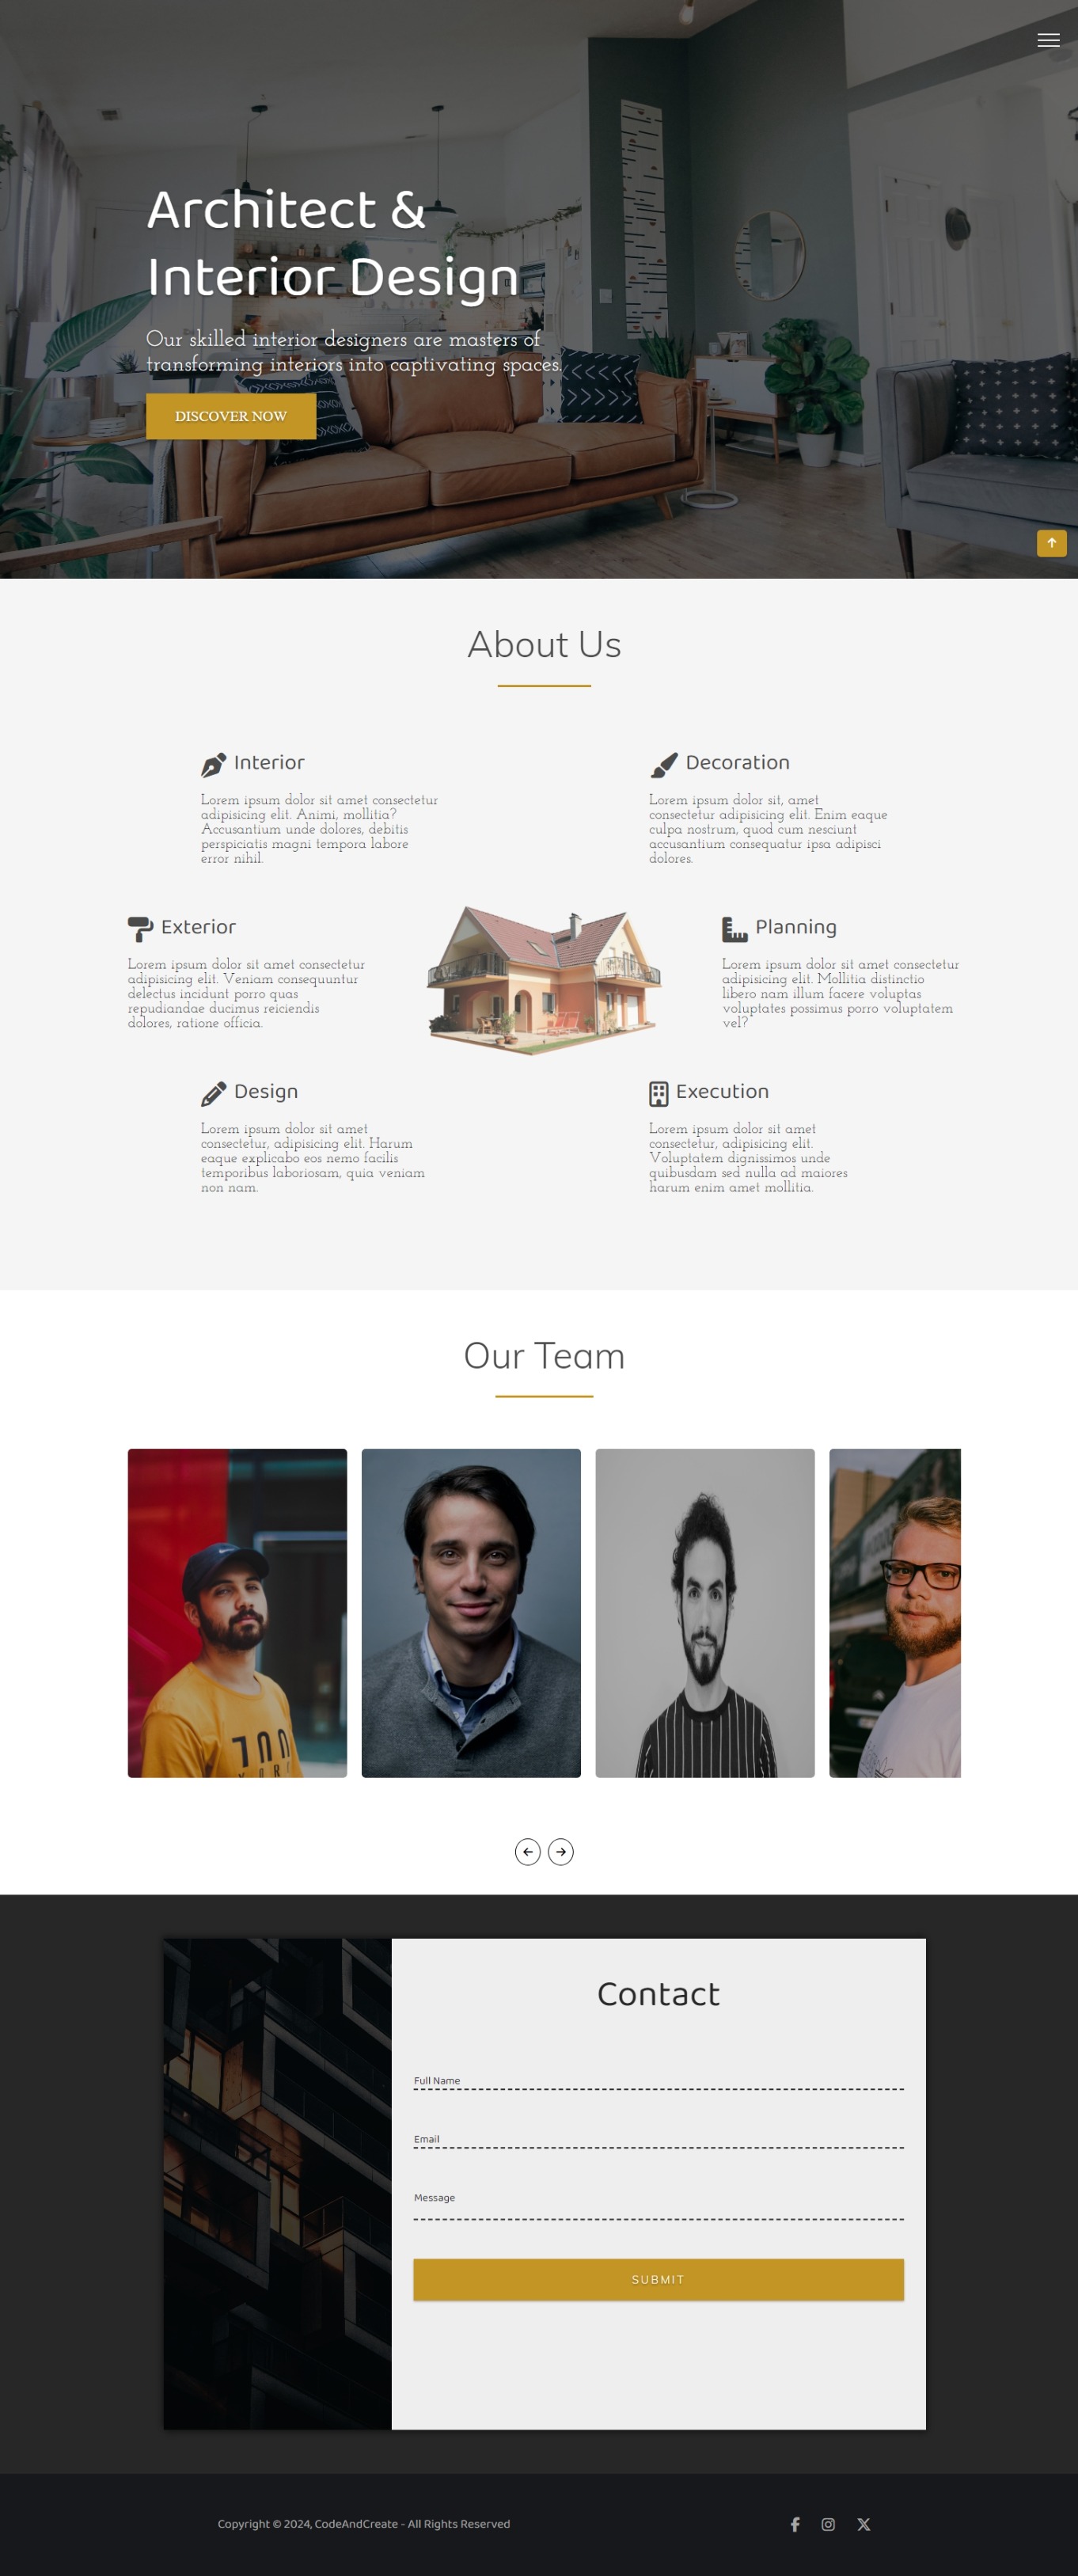 Architect &
Interior Design
Our skilled interior designers are masters of
transforming interiors into captivating spaces.
DISCOVER NOW
About Us
Interior
Lorem ipsum dolor sit amet consectetur
adipisicing elit. Animi, mollitia?
Accusantium unde dolores, debitis
perspiciatis magni tempora labore
error nihil.
Decoration
Lorem ipsum dolor sit, amet
consectetur adipisicing elit. Enim eaque
culpa nostrum, quod cum nesciunt
accusantium consequatur ipsa adipisci
dolores.
Exterior
Lorem ipsum dolor sit amet consectetur
adipisicing elit. Veniam consequuntur
delectus incidunt porro quas
repudiandae ducimus reiciendis
dolores, ratione officia.
Planning
Lorem ipsum dolor sit amet consectetur
adipisicing elit. Mollitia distinctio
libero nam illum facere voluptas
voluptates possimus porro voluptatem
vel?
Design
Lorem ipsum dolor sit amet
consectetur, adipisicing elit. Harum
eaque explicabo eos nemo facilis
temporibus laboriosam, quia veniam
non nam.
Execution
Lorem ipsum dolor sit amet
consectetur, adipisicing elit.
Voluptatem dignissimos unde
quibusdam sed nulla ad maiores
harum enim amet mollitia.
Our Team
Contact
Full Name
Email
Message
SUBMIT
Copyright © 2024, CodeAndCreate - All Rights Reserved